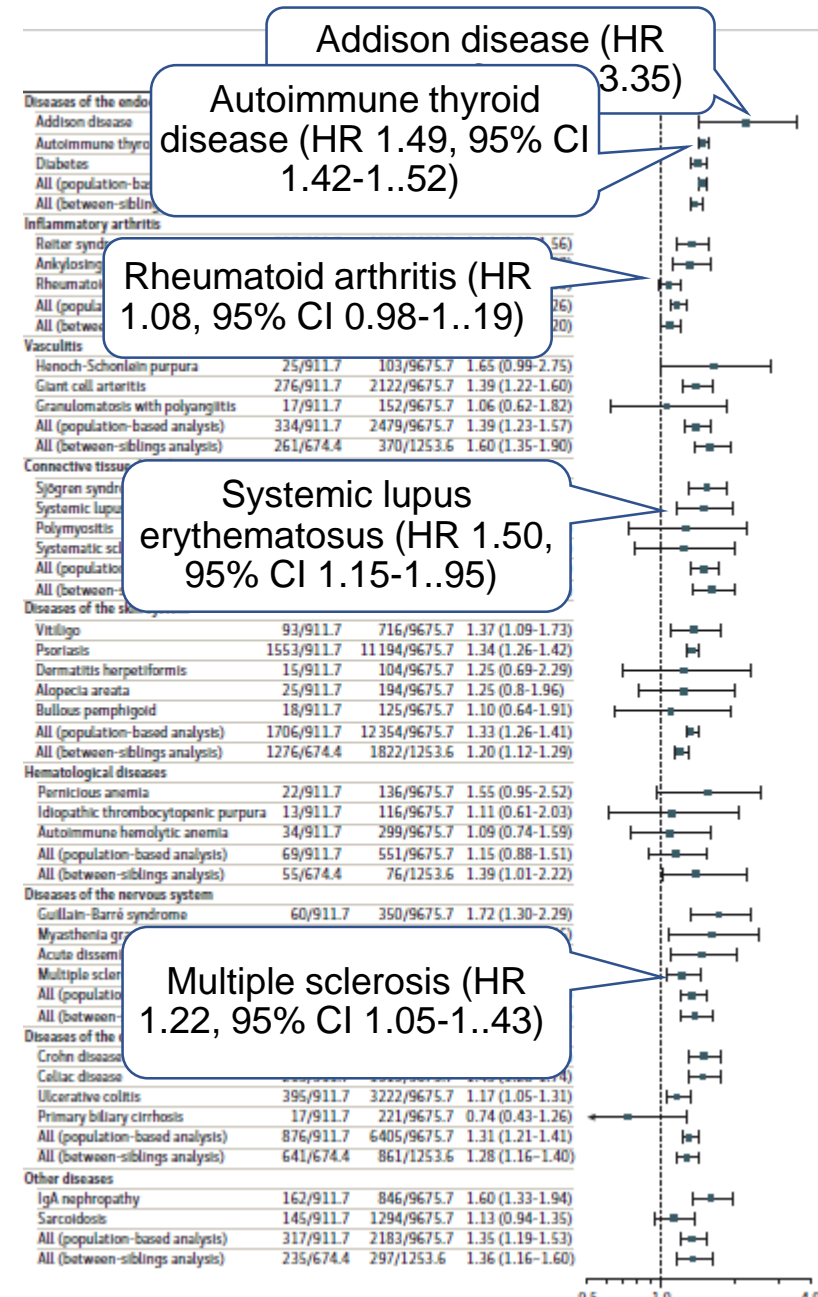 Addison disease (HR
3.35)
Autoimmune thyroid
disease (HR 1.49, 95% CI
1.42-1..52)
Diseases of the endo
Addison disease
Autoimmune thyro
Diabetes
All (population-ba
All (between-sibling
Inflammatory arthritis
Reiter synd 1.56)
Ankylosing
Rheumatoid arthritis (HR
1.08, 95% CI 0.98-1..19)
Rheumatoi
All (popula 26)
All (betwee 20)
Vasculitis
Henoch-Schonlein purpura 25/911.7 103/9675.7 1.65 (0.99-2.75)
Giant cell arteritis 276/911.7 2122/9675.7 1.39 (1.22-1.60)
Granulomatosis with polyangiitis 17/911.7 152/9675.7 1.06 (0.62-1.82)
All (population-based analysis) 334/911.7 2479/9675.7 1.39 (1.23-1.57)
All (between-siblings analysis) 261/674.4 370/1253.6 1.60 (1.35-1.90)
Connective tissue
Sjögren syndr
Systemic lupu
Polymyositis
Systematic scl
All (population
All (between-s
Systemic lupus
erythematosus (HR 1.50,
95% CI 1.15-1..95)
Diseases of the sk
Vitiligo 93/911.7 716/9675.7 1.37 (1.09-1.73)
Psoriasis 1553/911.7 11194/9675.7 1.34 (1.26-1.42)
Dermatitis herpetiformis 15/911.7 104/9675.7 1.25 (0.69-2.29)
Alopecia areata 25/911.7 194/9675.7 1.25 (0.8-1.96)
Bullous pemphigoid 18/911.7 125/9675.7 1.10 (0.64-1.91)
All (population-based analysis) 1706/911.7 12354/9675.7 1.33 (1.26-1.41)
All (between-siblings analysis) 1276/674.4 1822/1253.6 1.20 (1.12-1.29)
Hematological diseases
Pernicious anemia 22/911.7 136/9675.7 1.55 (0.95-2.52)
Idiopathic thrombocytopenic purpura 13/911.7 116/9675.7 1.11 (0.61-2.03)
Autoimmune hemolytic anemia 34/911.7 299/9675.7 1.09 (0.74-1.59)
All (population-based analysis) 69/911.7 551/9675.7 1.15 (0.88-1.51)
All (between-siblings analysis) 55/674.4 76/1253.6 1.39 (1.01-2.22)
Diseases of the nervous system
Guillain-Barré syndrome 60/911.7 350/9675.7 1.72 (1.30-2.29)
Myasthenia gra
Acute dissemi
Multiple scler
All (populatio
All (between-
Multiple sclerosis (HR
1.22, 95% CI 1.05-1..43)
Diseases of the
Crohn disease
Celiac disease
Ulcerative colitis 395/911.7 3222/9675.7 1.17 (1.05-1.31)
Primary biliary cirrhosis 17/911.7 221/9675.7 0.74 (0.43-1.26)
All (population-based analysis) 876/911.7 6405/9675.7 1.31 (1.21-1.41)
All (between-siblings analysis) 641/674.4 861/1253.6 1.28 (1.16-1.40)
Other diseases
IgA nephropathy 162/911.7 846/9675.7 1.60 (1.33-1.94)
Sarcoidosis 145/911.7 1294/9675.7 1.13 (0.94-1.35)
All (population-based analysis) 317/911.7 2183/9675.7 1.35 (1.19-1.53)
All (between-siblings analysis) 235/674.4 297/1253.6 1.36 (1.16-1.60)
0.5 1.0 4.0